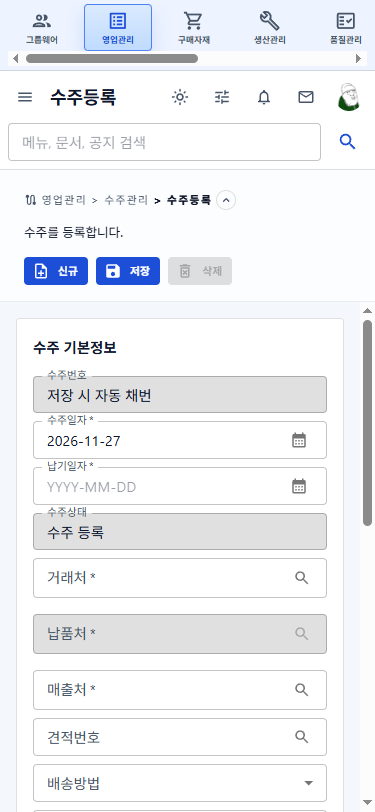 그룹웨어
영업관리
구매자재
생산관리
품질관리
수주등록
메뉴, 문서, 공지 검색
영업관리 > 수주관리 > 수주등록
수주를 등록합니다.
신규
저장
삭제
수주 기본정보
수주번호
저장 시 자동 채번
수주일자 *
2026-11-27
납기일자 *
YYYY-MM-DD
수주상태
수주 등록
거래처 *
납품처 *
매출처 *
견적번호
배송방법